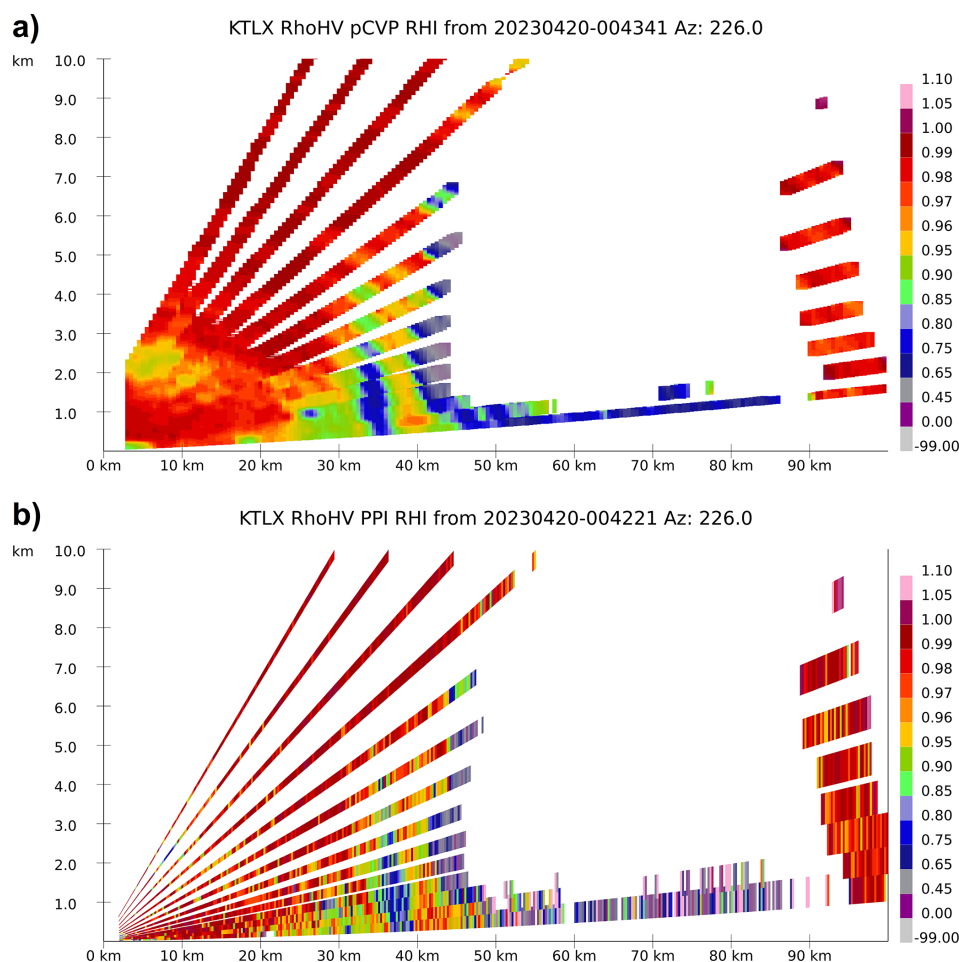 a)
KTLX RhoHV pCVP RHI from 20230420-004341 Az: 226.0
km
10.0
9.0
8.0
7.0
6.0
5.0
4.0
3.0
2.0
1.0
0 km
10 km
20 km
30 km
40 km
50 km
60 km
70 km
80 km
90 km
1.10
1.05
1.00
0.99
0.98
0.97
0.96
0.95
0.90
0.85
0.80
0.75
0.65
0.45
0.00
-99.00
b)
KTLX RhoHV PPI RHI from 20230420-004221 Az: 226.0
km
10.0
9.0
8.0
7.0
6.0
5.0
4.0
3.0
2.0
1.0
0 km
10 km
20 km
30 km
40 km
50 km
60 km
70 km
80 km
90 km
1.10
1.05
1.00
0.99
0.98
0.97
0.96
0.95
0.90
0.85
0.80
0.75
0.65
0.45
0.00
-99.00